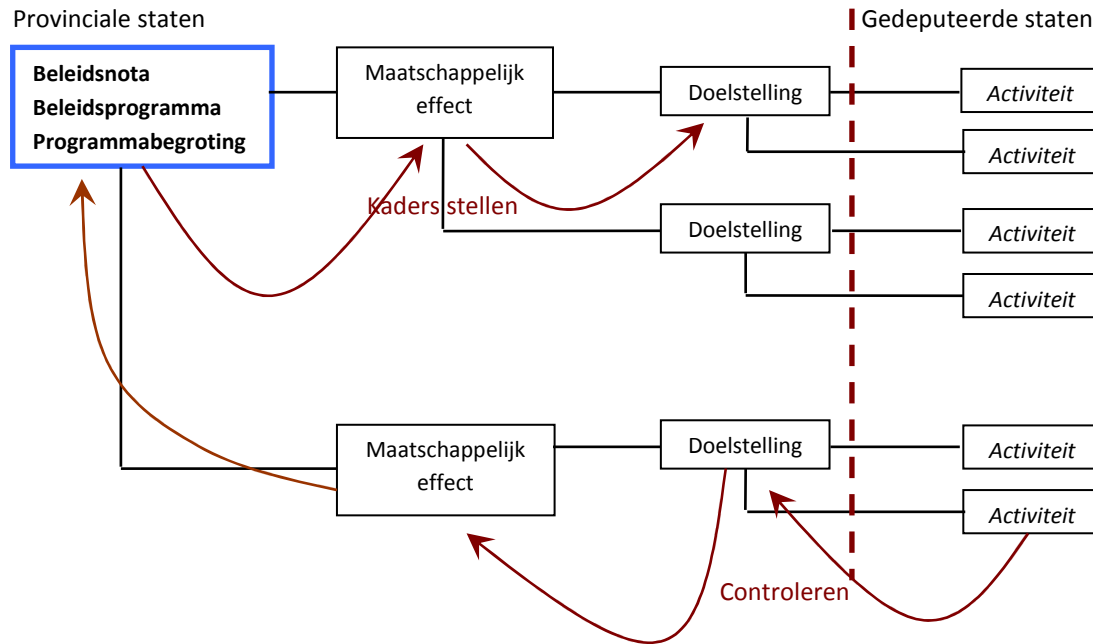 Provinciale staten
Gedeputeerde staten
Beleidsnota
Beleidsprogramma
Programmabegroting
Maatschappelijk
effect
Doelstelling
Activiteit
Activiteit
Kaders stellen
Doelstelling
Activiteit
Activiteit
Maatschappelijk
effect
Doelstelling
Activiteit
Activiteit
Controleren